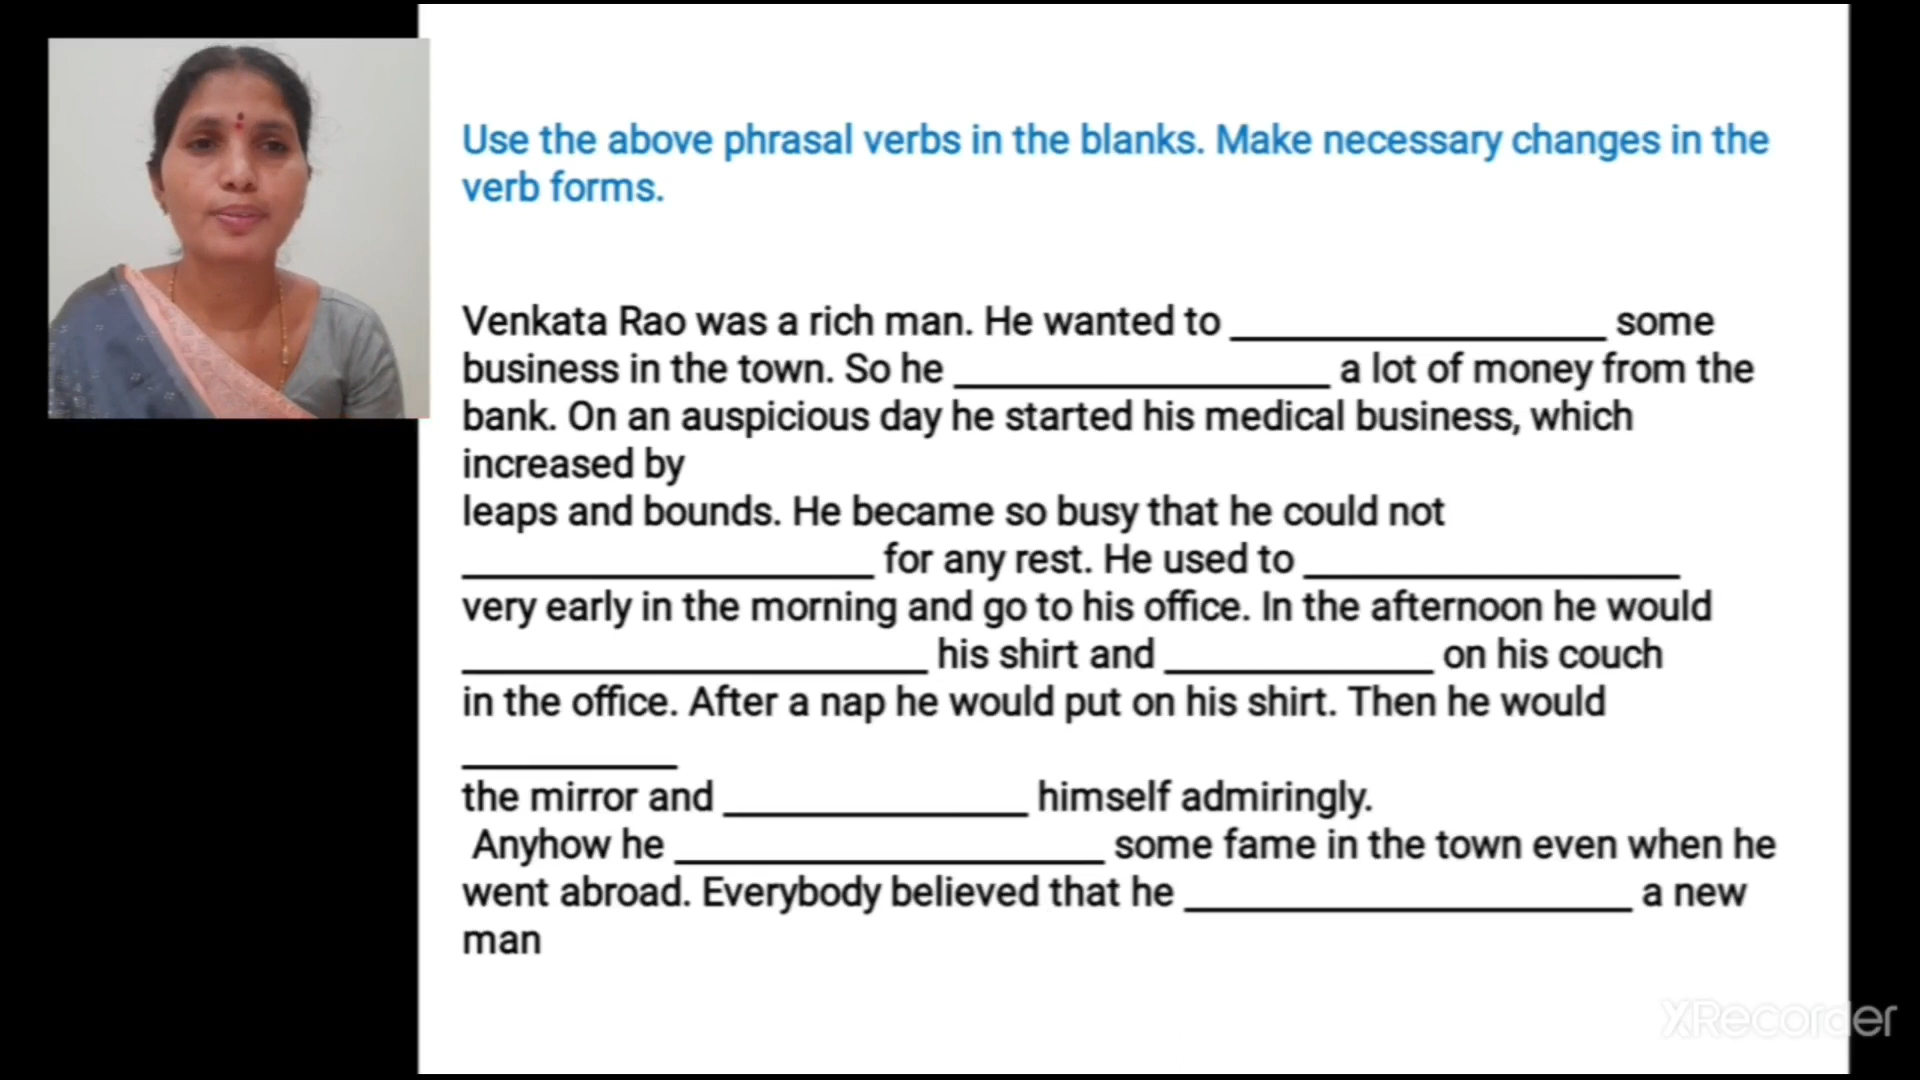 Use the above phrasal verbs in the blanks. Make necessary changes in the
verb forms.
Venkata Rao was a rich man. He wanted to ________________ some
business in the town. So he ________________ a lot of money from the
bank. On an auspicious day he started his medical business, which
increased by
leaps and bounds. He became so busy that he could not
__________________ for any rest. He used to ________________
very early in the morning and go to his office. In the afternoon he would
____________________ his shirt and ____________ on his couch
in the office. After a nap he would put on his shirt. Then he would
_________
the mirror and _____________ himself admiringly.
Anyhow he __________________ some fame in the town even when he
went abroad. Everybody believed that he ___________________ a new
man
XRecorder